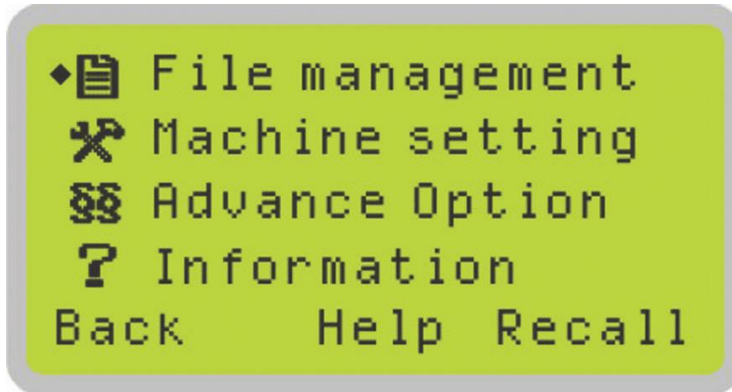 File management
Machine setting
§§ Advance Option
? Information
Back Help Recall